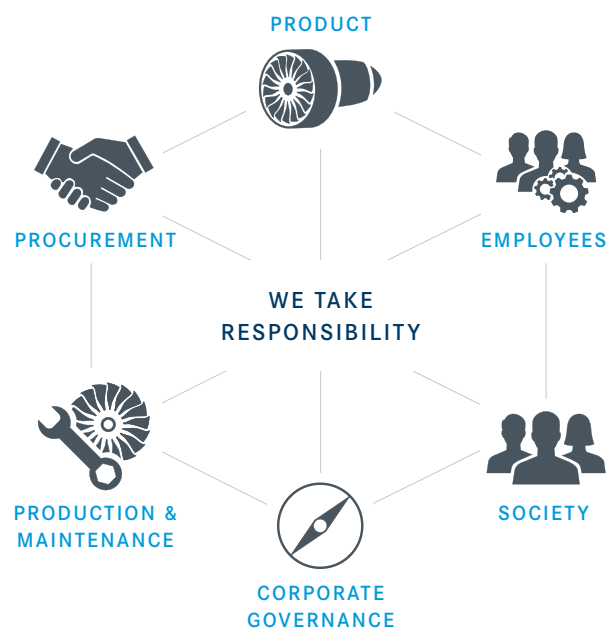 PRODUCT
PROCUREMENT
EMPLOYEES
WE TAKE
RESPONSIBILITY
PRODUCTION &
MAINTENANCE
SOCIETY
CORPORATE
GOVERNANCE